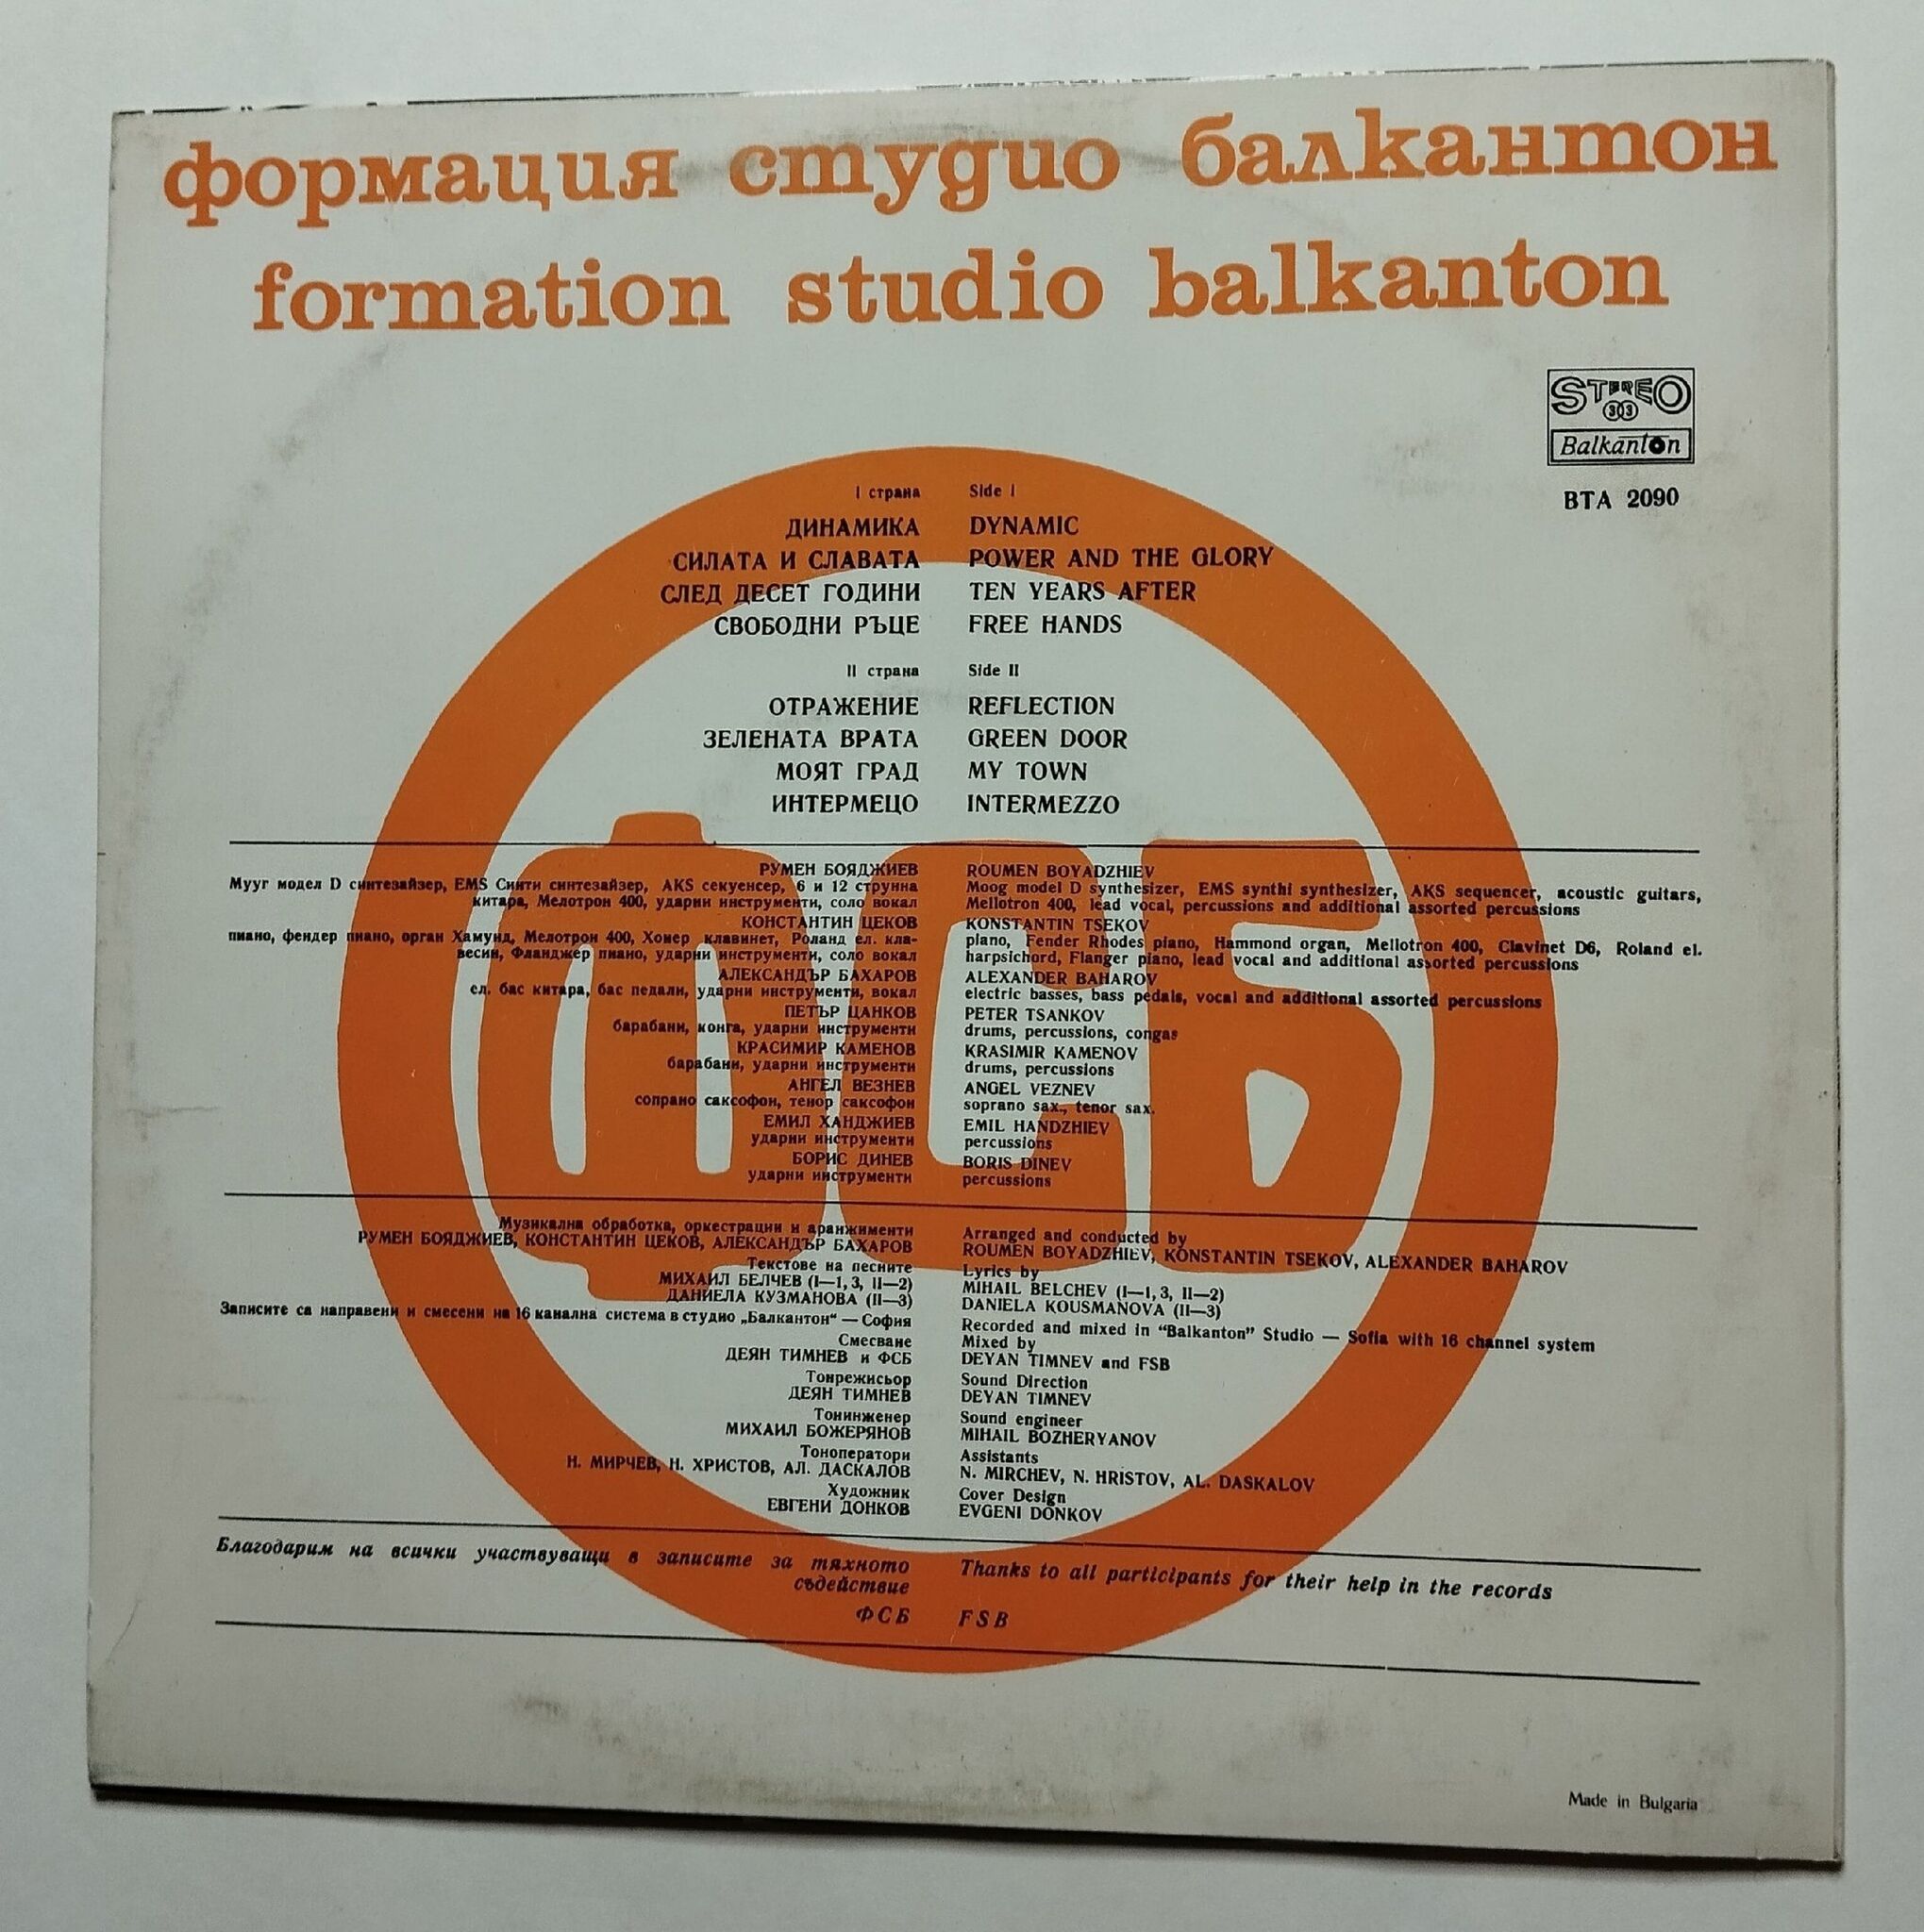 формация студио балкантон
formation studio balkanton
STEREO
33
Balkanton
ВТА 2090
I страна Side I
ДИНАМИКА DYNAMIC
СИЛАТА И СЛАВАТА POWER AND THE GLORY
СЛЕД ДЕСЕТ ГОДИНИ TEN YEARS AFTER
СВОБОДНИ РЪЦЕ FREE HANDS
II страна Side II
ОТРАЖЕНИЕ REFLECTION
ЗЕЛЕНАТА ВРАТА GREEN DOOR
МОЯТ ГРАД MY TOWN
ИНТЕРМЕЦО INTERMEZZO
ФСБ
РУМЕН БОЯДЖИЕВ ROUMEN BOYADZHIEV
Мууг модел D синтезайзер, EMS Синти синтезайзер, AKS секуенсер, 6 и 12 струнна Moog model D synthesizer, EMS synthi synthesizer, AKS sequencer, acoustic guitars,
китара, Мелотрон 400, ударни инструменти, соло вокал Mellotron 400, lead vocal, percussions and additional assorted percussions
КОНСТАНТИН ЦЕКОВ KONSTANTIN TSEKOV
пиано, фендер пиано, орган Хамунд, Мелотрон 400, Хонер клавинет, Роланд ел. кла- piano, Fender Rhodes piano, Hammond organ, Mellotron 400, Clavinet D6, Roland el.
весин, Фланджер пиано, ударни инструменти, соло вокал harpsichord, Flanger piano, lead vocal and additional assorted percussions
АЛЕКСАНДЪР БАХАРОВ ALEXANDER BAHAROV
ел. бас китара, бас педали, ударни инструменти, вокал electric basses, bass pedals, vocal and additional assorted percussions
ПЕТЪР ЦАНКОВ PETER TSANKOV
барабани, конга, ударни инструменти drums, percussions, congas
КРАСИМИР КАМЕНОВ KRASIMIR KAMENOV
барабани, ударни инструменти drums, percussions
АНГЕЛ ВЕЗНЕВ ANGEL VEZNEV
сопрано саксофон, тенор саксофон soprano sax., tenor sax.
ЕМИЛ ХАНДЖИЕВ EMIL HANDZHIEV
ударни инструменти percussions
БОРИС ДИНЕВ BORIS DINEV
ударни инструменти percussions
Музикална обработка, оркестрации и аранжименти Arranged and conducted by
РУМЕН БОЯДЖИЕВ, КОНСТАНТИН ЦЕКОВ, АЛЕКСАНДЪР БАХАРОВ ROUMEN BOYADZHIEV, KONSTANTIN TSEKOV, ALEXANDER BAHAROV
Текстове на песните Lyrics by
МИХАИЛ БЕЛЧЕВ (I—1, 3, II—2) MIHAIL BELCHEV (I—1, 3, II—2)
ДАНИЕЛА КУЗМАНОВА (II—3) DANIELA KOUSMANOVA (II—3)
Записите са направени и смесени на 16 канална система в студио „Балкантон“ — София Recorded and mixed in “Balkanton” Studio — Sofia with 16 channel system
Смесване Mixed by
ДЕЯН ТИМНЕВ и ФСБ DEYAN TIMNEV and FSB
Тонрежисьор Sound Direction
ДЕЯН ТИМНЕВ DEYAN TIMNEV
Тонинженер Sound engineer
МИХАИЛ БОЖЕРЯНОВ MIHAIL BOZHERYANOV
Тоноператори Assistants
Н. МИРЧЕВ, Н. ХРИСТОВ, АЛ. ДАСКАЛОВ N. MIRCHEV, N. HRISTOV, AL. DASKALOV
Художник Cover Design
ЕВГЕНИ ДОНКОВ EVGENI DONKOV
Благодарим на всички участвуващи в записите за тяхното Thanks to all participants for their help in the records
съдействие
ФСБ FSB
Made in Bulgaria